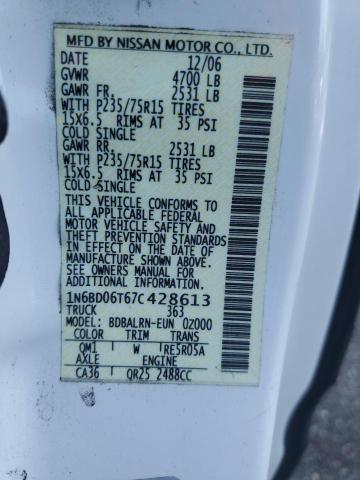 MFD BY NISSAN MOTOR CO., LTD.
DATE 12/06
GVWR 4700 LB
GAWR FR. 2531 LB
WITH P235/75R15 TIRES
15X6.5 RIMS AT 35 PSI
COLD SINGLE
GAWR RR. 2531 LB
WITH P235/75R15 TIRES
15X6.5 RIMS AT 35 PSI
COLD SINGLE
THIS VEHICLE CONFORMS TO
ALL APPLICABLE FEDERAL
MOTOR VEHICLE SAFETY AND
THEFT PREVENTION STANDARDS
IN EFFECT ON THE DATE OF
MANUFACTURE SHOWN ABOVE.
SEE OWNERS MANUAL
1N6BD06T67C428613
TRUCK 363
MODEL: BDBALRN-EUN OZ000
COLOR TRIM TRANS
QM1 W RE5R05A
AXLE ENGINE
CA36 QR25 2488CC